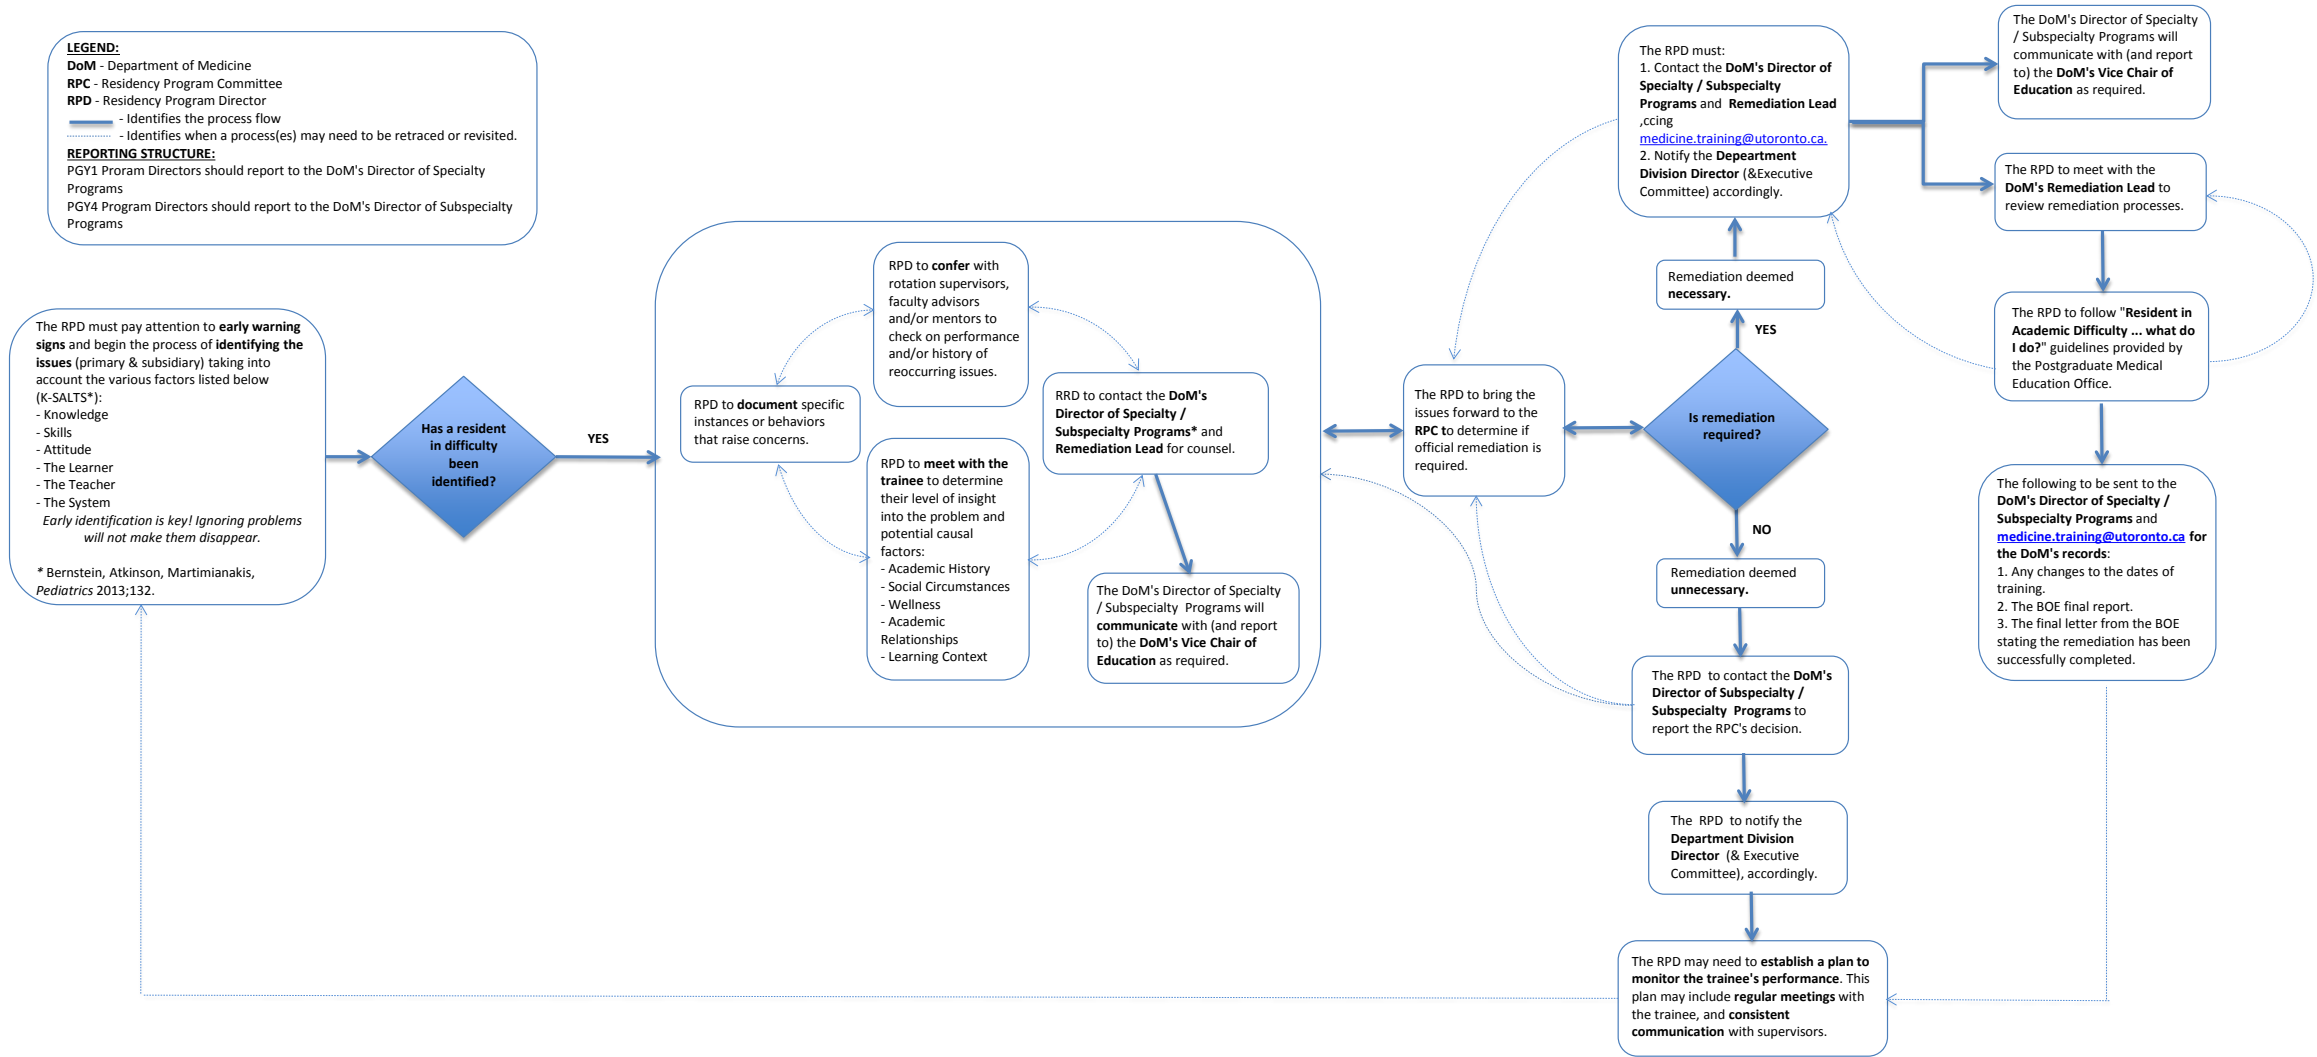 LEGEND:
DoM - Department of Medicine
RPC - Residency Program Committee
RPD - Residency Program Director
- Identifies the process flow
- Identifies when a process(es) may need to be retraced or revisited.
REPORTING STRUCTURE:
PGY1 Proram Directors should report to the DoM's Director of Specialty
Programs
PGY4 Program Directors should report to the DoM's Director of Subspecialty
Programs
The RPD must pay attention to early warning
signs and begin the process of identifying the
issues (primary & subsidiary) taking into
account the various factors listed below
(K-SALTS*):
- Knowledge
- Skills
- Attitude
- The Learner
- The Teacher
- The System
Early identification is key! Ignoring problems
will not make them disappear.
* Bernstein, Atkinson, Martimianakis,
Pediatrics 2013;132.
Has a resident
in difficulty
been
identified?
YES
RPD to document specific
instances or behaviors
that raise concerns.
RPD to confer with
rotation supervisors,
faculty advisors
and/or mentors to
check on performance
and/or history of
reoccurring issues.
RPD to meet with the
trainee to determine
their level of insight
into the problem and
potential causal
factors:
- Academic History
- Social Circumstances
- Wellness
- Academic
Relationships
- Learning Context
RRD to contact the DoM's
Director of Specialty /
Subspecialty Programs* and
Remediation Lead for counsel.
The DoM's Director of Specialty
/ Subspecialty Programs will
communicate with (and report
to) the DoM's Vice Chair of
Education as required.
The RPD to bring the
issues forward to the
RPC to determine if
official remediation is
required.
Is remediation
required?
YES
Remediation deemed
necessary.
The RPD must:
1. Contact the DoM's Director of
Specialty / Subspecialty
Programs and Remediation Lead
,ccing
medicine.training@utoronto.ca.
2. Notify the Depeartment
Division Director (&Executive
Committee) accordingly.
The DoM's Director of Specialty
/ Subspecialty Programs will
communicate with (and report
to) the DoM's Vice Chair of
Education as required.
The RPD to meet with the
DoM's Remediation Lead to
review remediation processes.
The RPD to follow "Resident in
Academic Difficulty ... what do
I do?" guidelines provided by
the Postgraduate Medical
Education Office.
The following to be sent to the
DoM's Director of Specialty /
Subspecialty Programs and
medicine.training@utoronto.ca for
the DoM's records:
1. Any changes to the dates of
training.
2. The BOE final report.
3. The final letter from the BOE
stating the remediation has been
successfully completed.
NO
Remediation deemed
unnecessary.
The RPD to contact the DoM's
Director of Subspecialty /
Subspecialty Programs to
report the RPC's decision.
The RPD to notify the
Department Division
Director (& Executive
Committee), accordingly.
The RPD may need to establish a plan to
monitor the trainee's performance. This
plan may include regular meetings with
the trainee, and consistent
communication with supervisors.